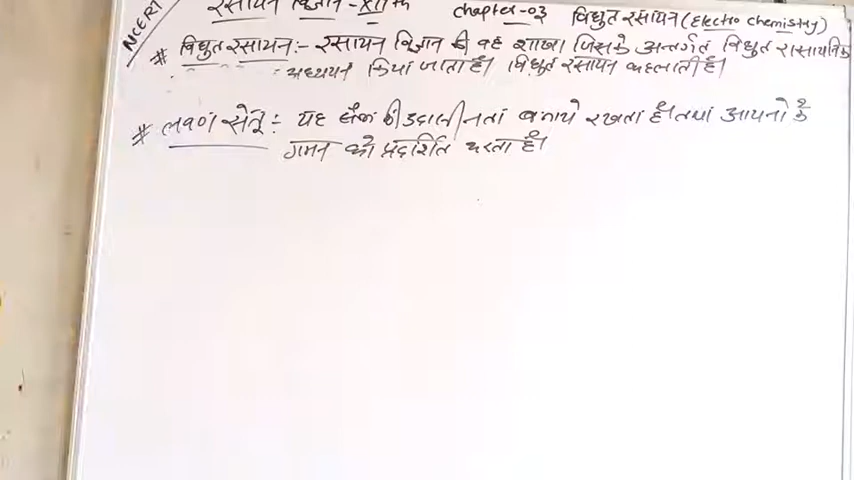 NCERT
रसायन विज्ञान - XIIth chapter-03 विद्युत रसायन (Electro chemistry)
# विद्युत रसायन:- रसायन विज्ञान की वह शाखा जिसके अन्तर्गत विद्युत रासायनिक
अध्ययन किया जाता है। विद्युत रसायन कहलाती है।
# लवण सेतु:- यह सैल की उदासीनता बनाये रखता है। तथा आयनो के
गमन को प्रदर्शित करता है।